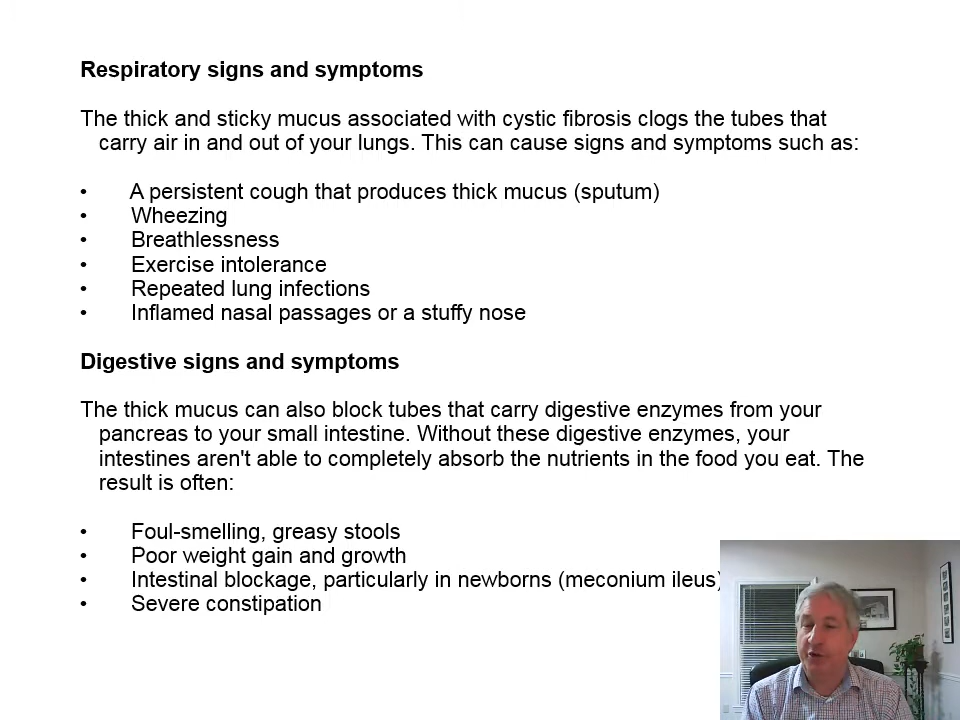 Respiratory signs and symptoms
The thick and sticky mucus associated with cystic fibrosis clogs the tubes that
carry air in and out of your lungs. This can cause signs and symptoms such as:
• A persistent cough that produces thick mucus (sputum)
• Wheezing
• Breathlessness
• Exercise intolerance
• Repeated lung infections
• Inflamed nasal passages or a stuffy nose
Digestive signs and symptoms
The thick mucus can also block tubes that carry digestive enzymes from your
pancreas to your small intestine. Without these digestive enzymes, your
intestines aren't able to completely absorb the nutrients in the food you eat. The
result is often:
• Foul-smelling, greasy stools
• Poor weight gain and growth
• Intestinal blockage, particularly in newborns (meconium ileus)
• Severe constipation